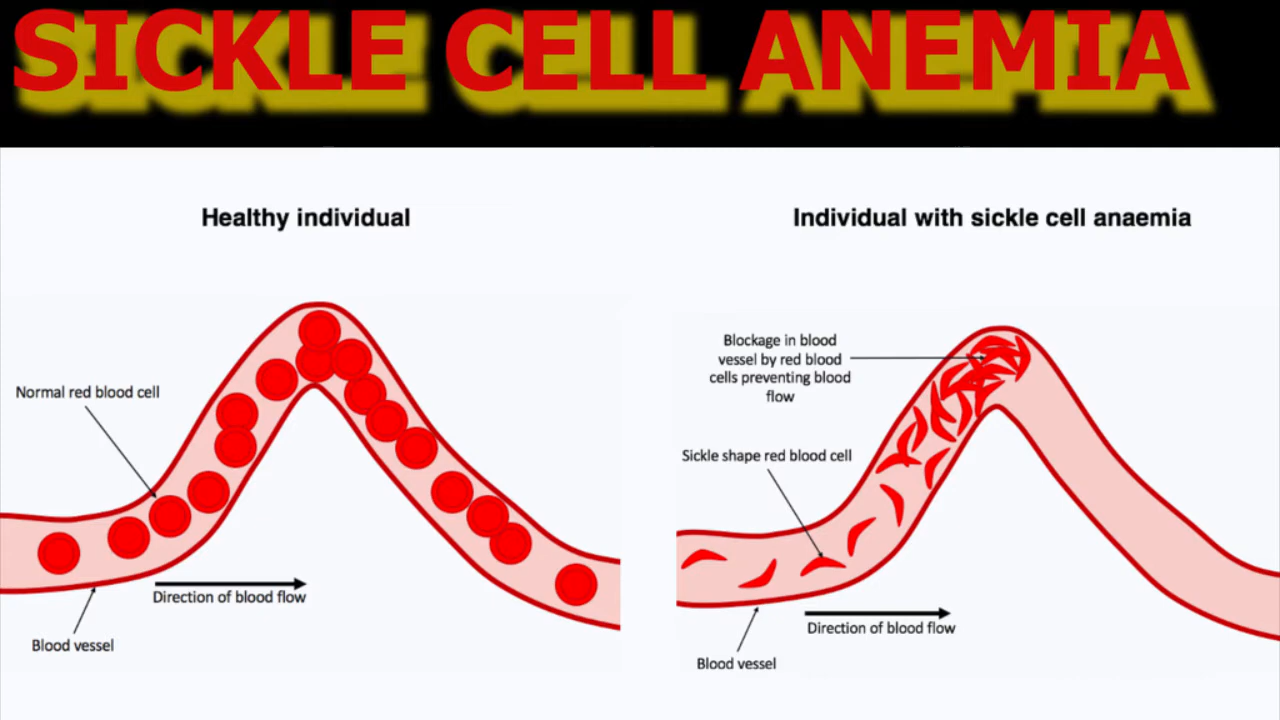 SICKLE CELL ANEMIA
Healthy individual
Normal red blood cell
Direction of blood flow
Blood vessel
Individual with sickle cell anaemia
Blockage in blood
vessel by red blood
cells preventing blood
flow
Sickle shape red blood cell
Direction of blood flow
Blood vessel